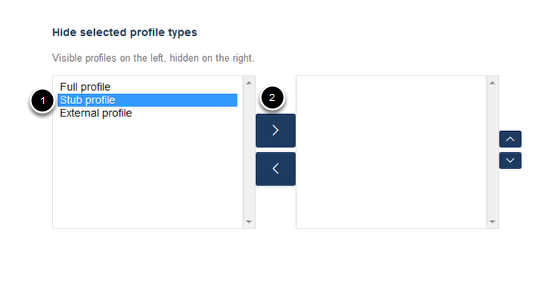 Hide selected profile types
Visible profiles on the left, hidden on the right.
Full profile
1
Stub profile
2
External profile